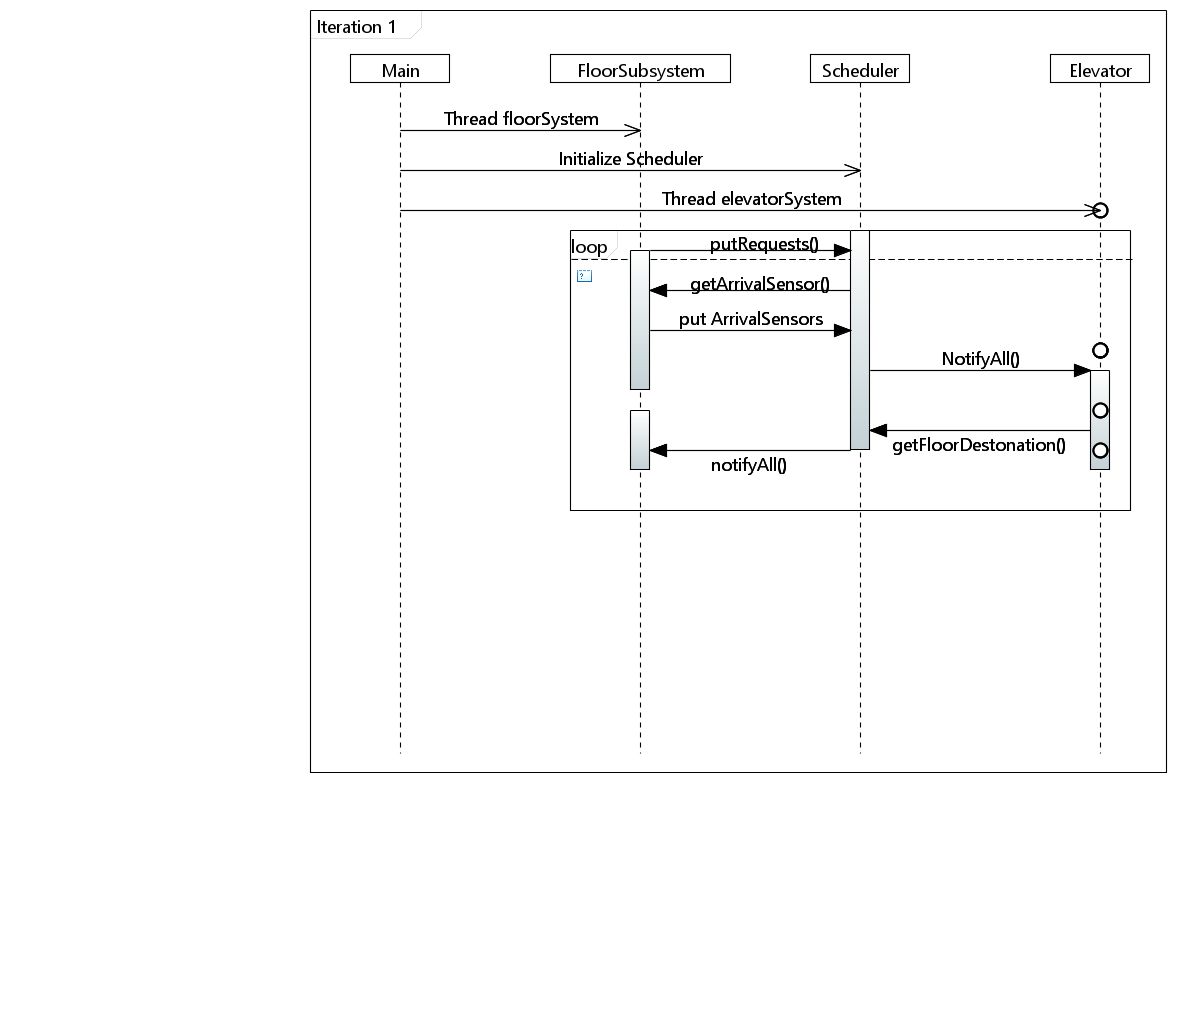 Iteration 1
Main
FloorSubsystem
Scheduler
Elevator
Thread floorSystem
Initialize Scheduler
Thread elevatorSystem
loop
putRequests()
?
getArrivalSensor()
put ArrivalSensors
NotifyAll()
getFloorDestonation()
notifyAll()